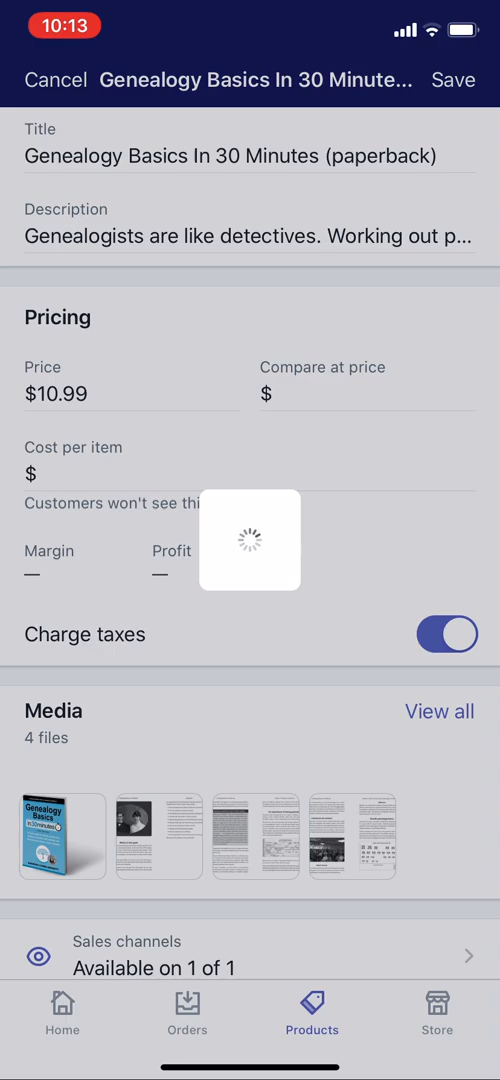 10:13
Cancel Genealogy Basics In 30 Minute... Save
Title
Genealogy Basics In 30 Minutes (paperback)
Description
Genealogists are like detectives. Working out p...
Pricing
Price Compare at price
$10.99 $
Cost per item
$
Customers won't see thi
Margin Profit
— —
Charge taxes
Media View all
4 files
Genealogy
Basics
in30minutes
Sales channels
Available on 1 of 1
Home Orders Products Store